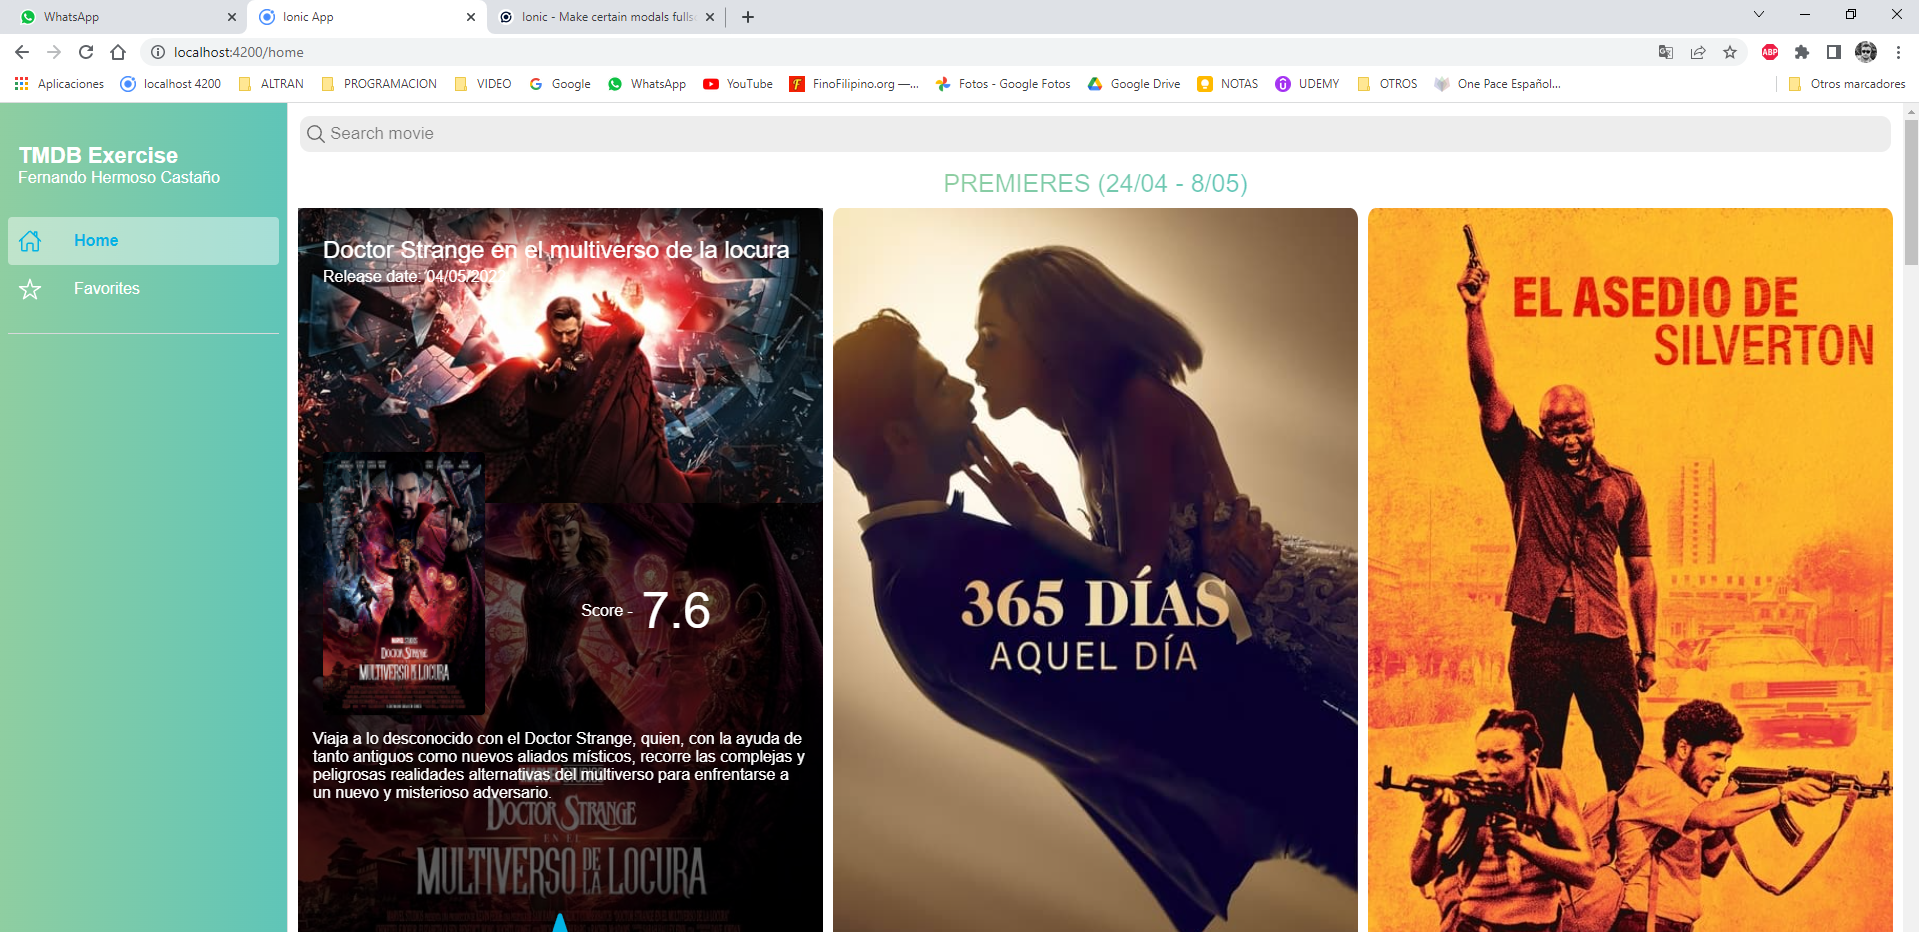 WhatsApp
Ionic App
Ionic - Make certain modals fulls
localhost:4200/home
ABP
Aplicaciones
localhost 4200
ALTRAN
PROGRAMACION
VIDEO
Google
WhatsApp
YouTube
FinoFilipino.org —...
Fotos - Google Fotos
Google Drive
NOTAS
UDEMY
OTROS
One Pace Español...
Otros marcadores
TMDB Exercise
Fernando Hermoso Castaño
Home
Favorites
Search movie
PREMIERES (24/04 - 8/05)
Doctor Strange en el multiverso de la locura
Release date: 04/05/202
MARVEL STUDIOS
DOCTOR STRANGE
EN EL
MULTIVERSO DE LA LOCURA
Score - 7.6
Viaja a lo desconocido con el Doctor Strange, quien, con la ayuda de
tanto antiguos como nuevos aliados místicos, recorre las complejas y
peligrosas realidades alternativas del multiverso para enfrentarse a
un nuevo y misterioso adversario.
DOCTOR STRANGE
EN EL
MULTIVERSO DE LA LOCURA
365 DÍAS
AQUEL DÍA
EL ASEDIO DE
SILVERTON